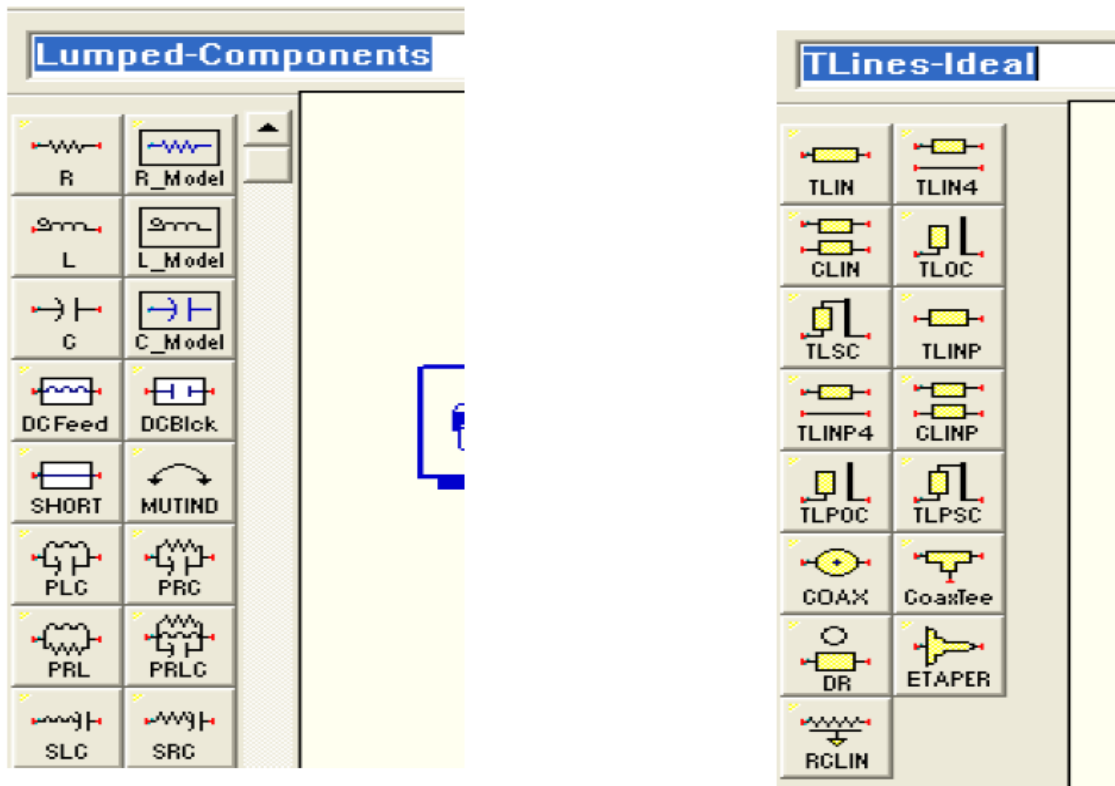 Lumped-Components
R R_Model
L L_Model
C C_Model
DCFeed DCBlck
SHORT MUTIND
PLC PRC
PRL PRLC
SLC SRC
TLines-Ideal
TLIN TLIN4
CLIN TLOC
TLSC TLINP
TLINP4 CLINP
TLPOC TLPSC
COAX CoaxTee
DR ETAPER
RCLIN